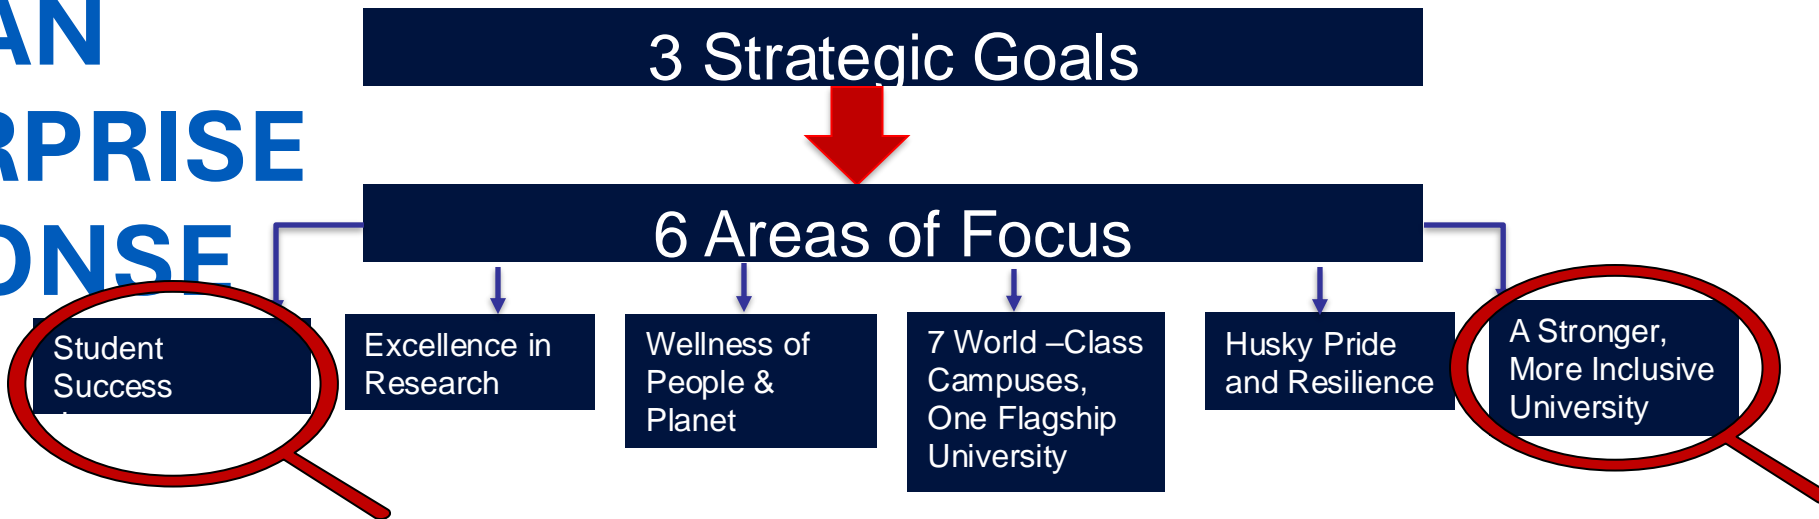 AN
RPRISE
ONSE
3 Strategic Goals
6 Areas of Focus
Student
Success
Excellence in
Research
Wellness of
People &
Planet
7 World –Class
Campuses,
One Flagship
University
Husky Pride
and Resilience
A Stronger,
More Inclusive
University